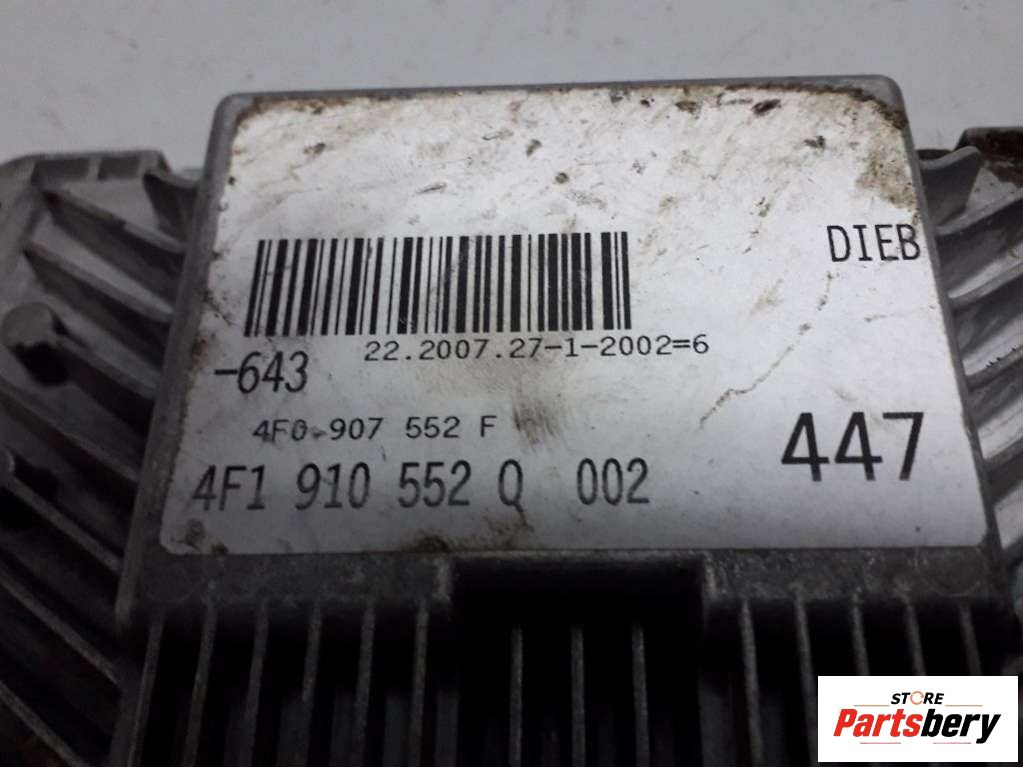 DIEB
22.2007.27-1-2002=6
-643
4F0 907 552 F
447
4F1 910 552 Q 002
STORE
Partsbery